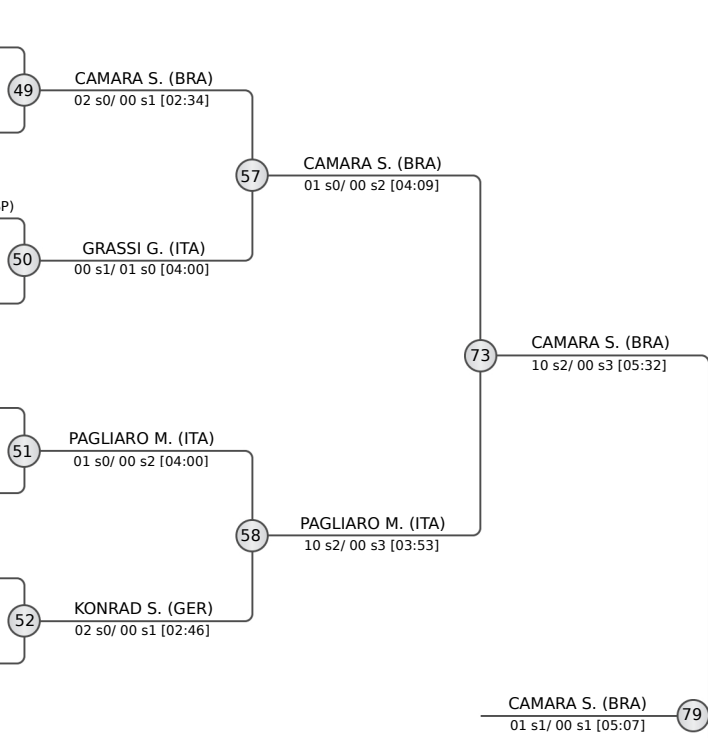 49
CAMARA S. (BRA)
02 s0/ 00 s1 [02:34]
57
CAMARA S. (BRA)
01 s0/ 00 s2 [04:09]
P)
50
GRASSI G. (ITA)
00 s1/ 01 s0 [04:00]
73
CAMARA S. (BRA)
10 s2/ 00 s3 [05:32]
51
PAGLIARO M. (ITA)
01 s0/ 00 s2 [04:00]
58
PAGLIARO M. (ITA)
10 s2/ 00 s3 [03:53]
52
KONRAD S. (GER)
02 s0/ 00 s1 [02:46]
CAMARA S. (BRA)
01 s1/ 00 s1 [05:07]
79